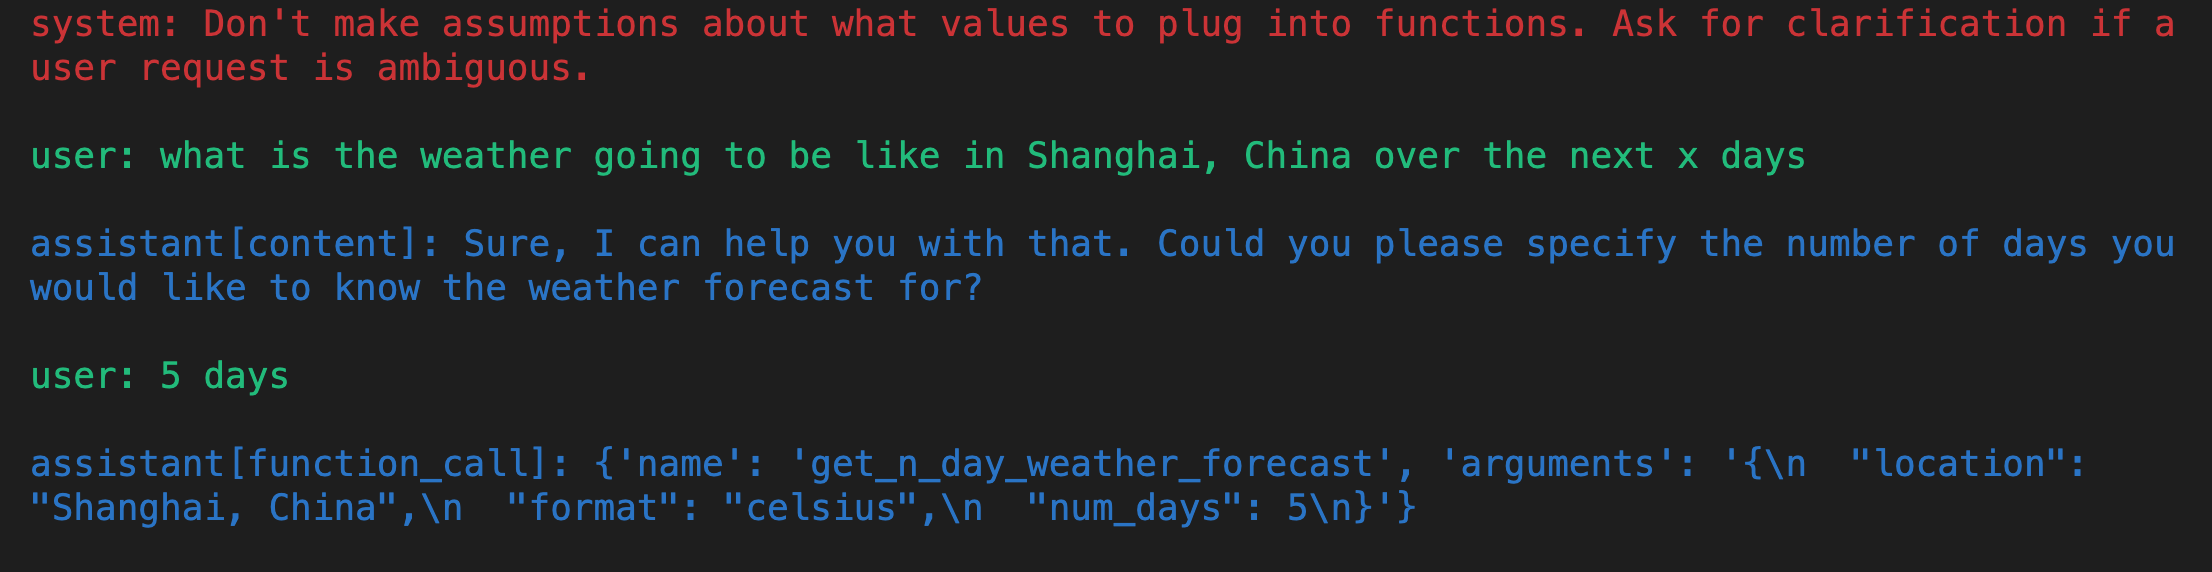 system: Don't make assumptions about what values to plug into functions. Ask for clarification if a
user request is ambiguous.
user: what is the weather going to be like in Shanghai, China over the next x days
assistant[content]: Sure, I can help you with that. Could you please specify the number of days you
would like to know the weather forecast for?
user: 5 days
assistant[function_call]: {'name': 'get_n_day_weather_forecast', 'arguments': '{\n  "location":
"Shanghai, China",\n  "format": "celsius",\n  "num_days": 5\n}'}